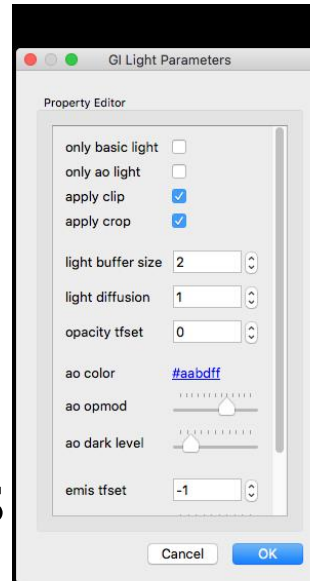 GI Light Parameters
Property Editor
only basic light
only ao light
apply clip
apply crop
light buffer size 2
light diffusion 1
opacity tfset 0
ao color #aabdff
ao opmod
ao dark level
emis tfset -1
Cancel OK